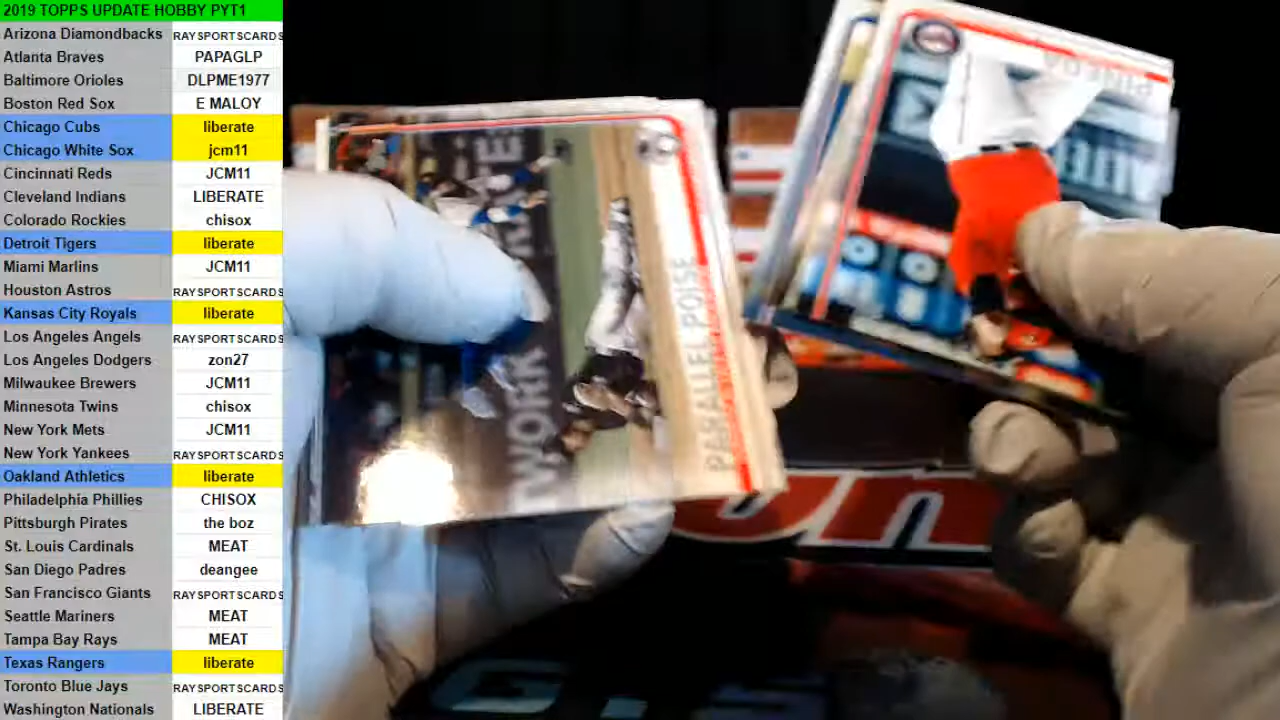 2019 TOPPS UPDATE HOBBY PYT1
Arizona Diamondbacks RAYSPORTSCARDS
Atlanta Braves PAPAGLP
Baltimore Orioles DLPME1977
Boston Red Sox E MALOY
Chicago Cubs liberate
Chicago White Sox jcm11
Cincinnati Reds JCM11
Cleveland Indians LIBERATE
Colorado Rockies chisox
Detroit Tigers liberate
Miami Marlins JCM11
Houston Astros RAYSPORTSCARDS
Kansas City Royals liberate
Los Angeles Angels RAYSPORTSCARDS
Los Angeles Dodgers zon27
Milwaukee Brewers JCM11
Minnesota Twins chisox
New York Mets JCM11
New York Yankees RAYSPORTSCARDS
Oakland Athletics liberate
Philadelphia Phillies CHISOX
Pittsburgh Pirates the boz
St. Louis Cardinals MEAT
San Diego Padres deangee
San Francisco Giants RAYSPORTSCARDS
Seattle Mariners MEAT
Tampa Bay Rays MEAT
Texas Rangers liberate
Toronto Blue Jays RAYSPORTSCARDS
Washington Nationals LIBERATE
PARALLEL POISE
TWORK
PINEDA